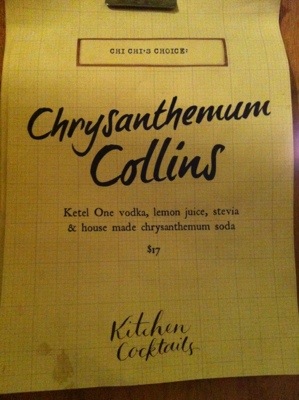 CHI CHI'S CHOICE:
Chrysanthemum
Collins
Ketel One vodka, lemon juice, stevia
& house made chrysanthemum soda
$17
Kitchen
Cocktails